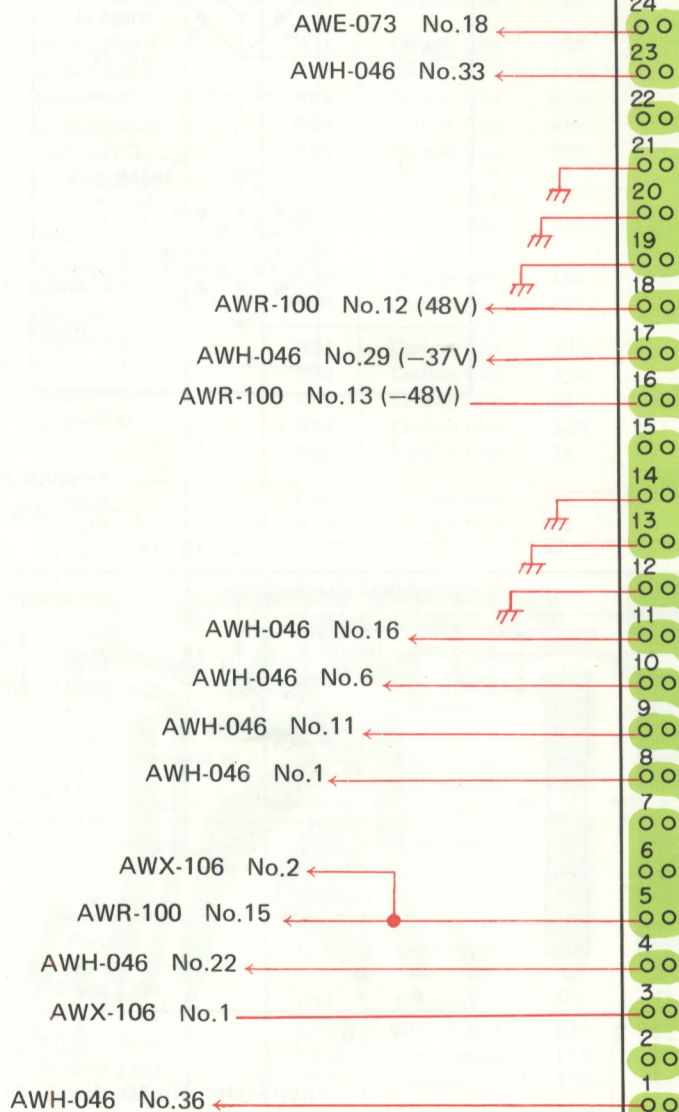 24
AWE-073 No.18
23
AWH-046 No.33
22
21
20
19
18
AWR-100 No.12 (48V)
17
AWH-046 No.29 (−37V)
16
AWR-100 No.13 (−48V)
15
14
13
12
11
AWH-046 No.16
10
AWH-046 No.6
9
AWH-046 No.11
8
AWH-046 No.1
7
6
AWX-106 No.2
5
AWR-100 No.15
4
AWH-046 No.22
3
AWX-106 No.1
2
1
AWH-046 No.36